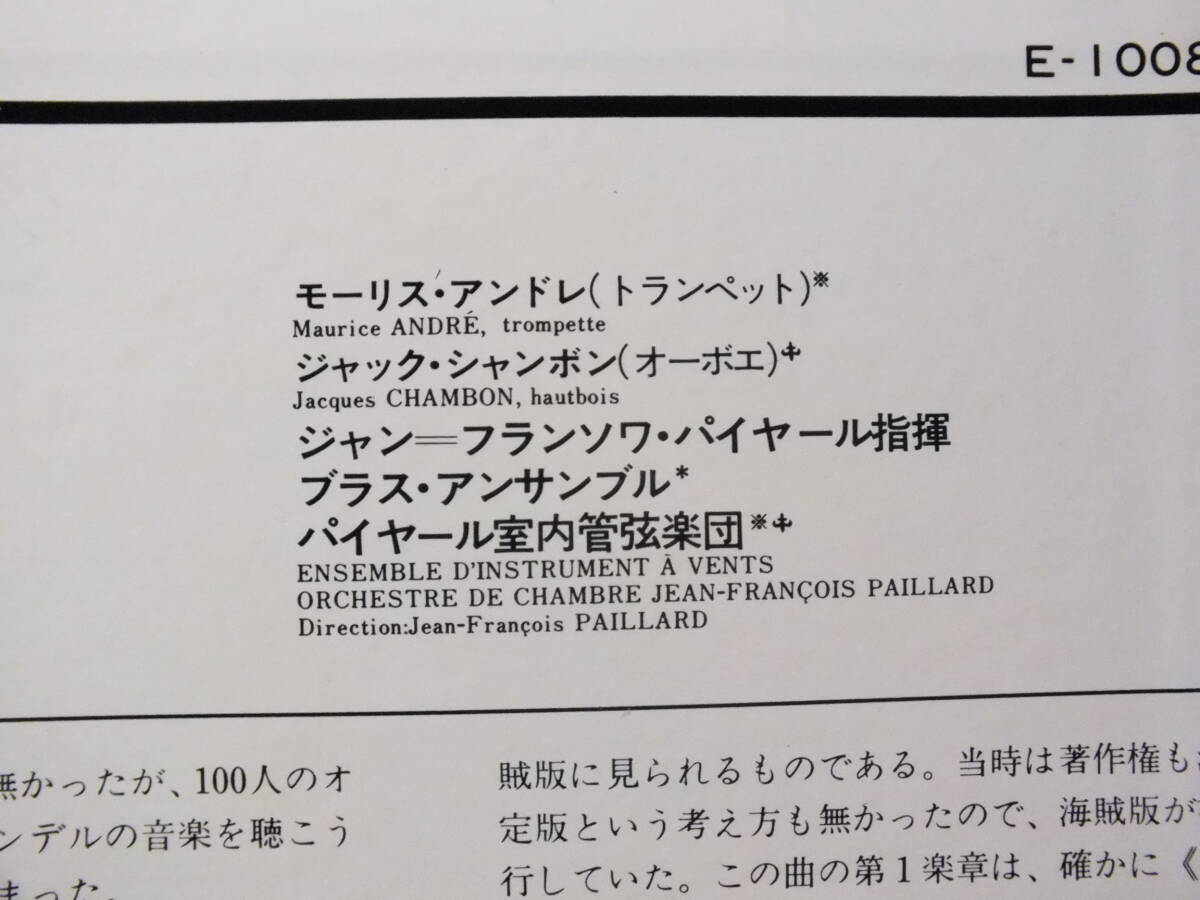 E-1008
モーリス・アンドレ(トランペット)※
Maurice ANDRÉ, trompette
ジャック・シャンボン(オーボエ)
Jacques CHAMBON, hautbois
ジャン=フランソワ・パイヤール指揮
ブラス・アンサンブル*
パイヤール室内管弦楽団※
ENSEMBLE D'INSTRUMENT À VENTS
ORCHESTRE DE CHAMBRE JEAN-FRANÇOIS PAILLARD
Direction:Jean-François PAILLARD
無かったが、100人のオ
ンデルの音楽を聴こう
まった。
賊版に見られるものである。当時は著作権も
定版という考え方も無かったので、海賊版が
行していた。この曲の第1楽章は、確かに《